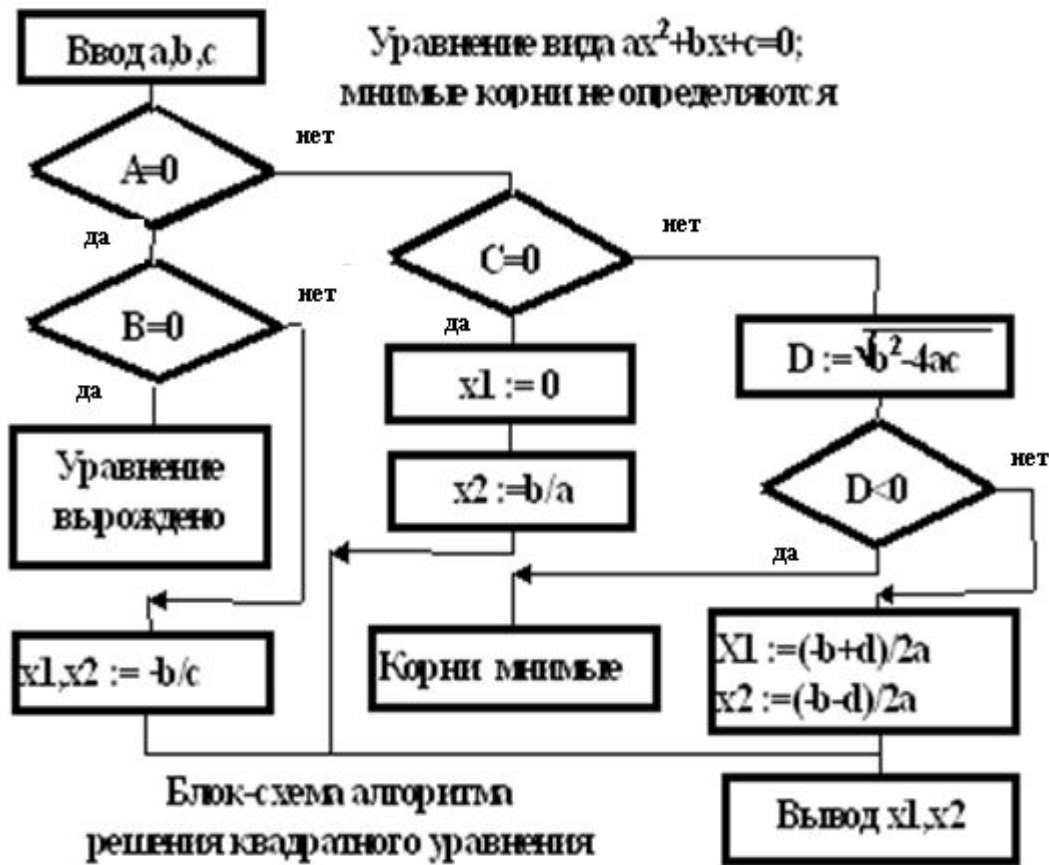 Ввод a,b,c
Уравнение вида ax²+bx+c=0;
мнимые корни не определяются
A=0
нет
да
C=0
нет
да
B=0
нет
да
x1 := 0
D := √b²-4ac
Уравнение
вырождено
x2 :=b/a
D<0
нет
да
x1,x2 := -b/c
Корни мнимые
X1 :=(-b+d)/2a
x2 :=(-b-d)/2a
Блок-схема алгоритма
решения квадратного уравнения
Вывод x1,x2